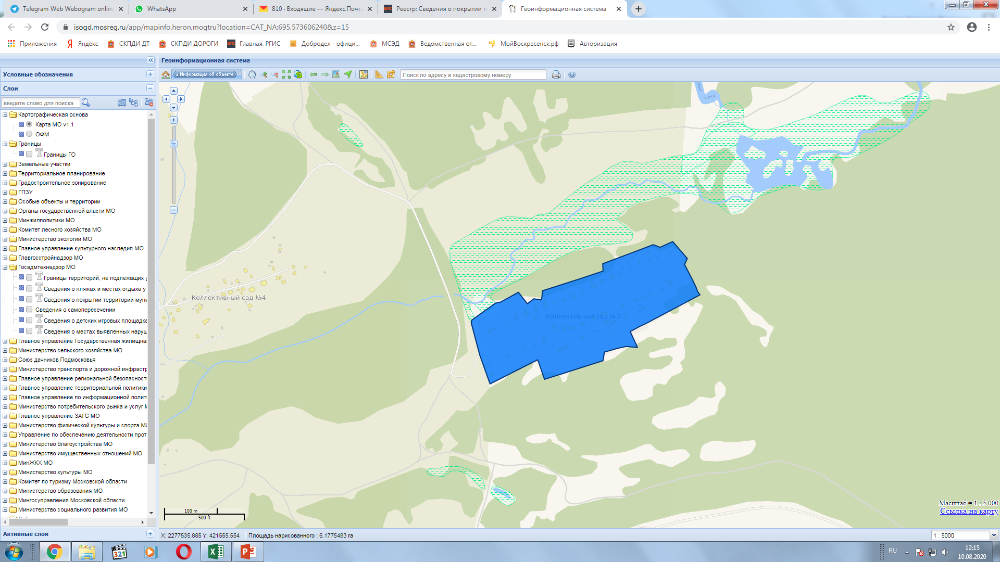 Telegram Web Webogram online
WhatsApp
810 · Входящие — Яндекс.Почта
Реестр: Сведения о покрытии
Геоинформационная система
isogd.mosreg.ru/app/mapinfo.heron.mogtru?location=CAT_NA:695,573606240&z=15
Приложения
Яндекс
СКПДИ ДТ
СКПДИ ДОРОГИ
Главная. РГИС
Добродел - офици...
МСЭД
Ведомственная от...
МойВоскресенск.рф
Авторизация
Геоинформационная система
Условные обозначения
Информация об объекте
Поиск по адресу и кадастровому номеру
Слои
введите слово для поиска
Картографическая основа
Карта МО v1.1
ОФМ
Границы
Границы ГО
Земельные участки
Территориальное планирование
Градостроительное зонирование
ГПЗУ
Особые объекты и территории
Органы государственной власти МО
Минжилполитики МО
Комитет лесного хозяйства МО
Министерство экологии МО
Главное управление культурного наследия МО
Главгосстройнадзор МО
Госадмтехнадзор МО
Границы территорий, не подлежащих у
Сведения о пляжах и местах отдыха у
Сведения о покрытии территории муни
Сведения о самопересечении
Сведения о детских игровых площадка
Сведения о местах выявленных наруш
Главное управление Государственная жилищна
Министерство сельского хозяйства МО
Союз дачников Подмосковья
Министерство транспорта и дорожной инфрастр
Главное управление региональной безопасност
Главное управление территориальной политики
Главное управление по информационной полит
Министерство потребительского рынка и услуг М
Главное управление ЗАГС МО
Министерство физической культуры и спорта МО
Управление по обеспечению деятельности прот
Министерство благоустройства МО
Министерство имущественных отношений МО
МинЖКХ МО
Министерство культуры МО
Комитет по туризму Московской области
Министерство образования МО
Мингосуправления Московской области
Министерство социального развития МО
Активные слои
река
Коллективный сад №4
Коллективный сад №3
100 m
500 ft
Масштаб = 1 : 5 000
Ссылка на карту
X: 2277535.885 Y: 421555.554
Площадь нарисованного : 6.1775483 га
1 : 5000
RU
12:15
10.08.2020